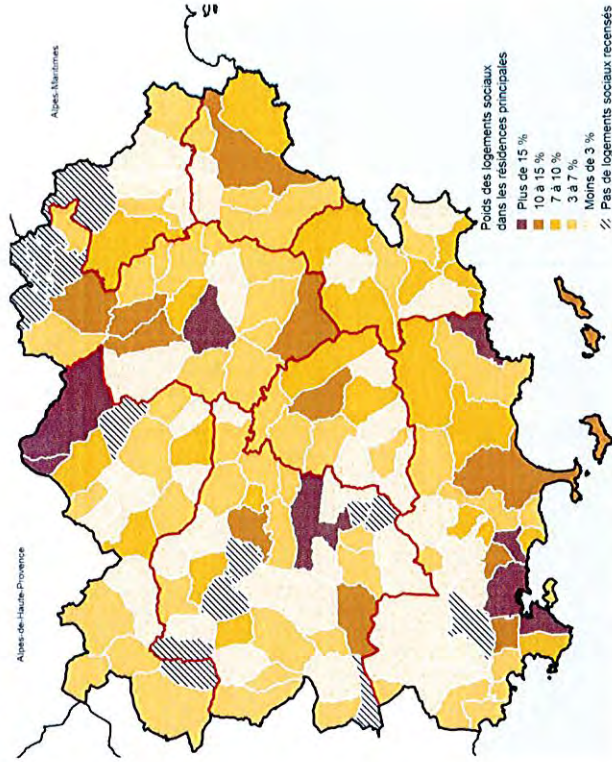 Alpes-Maritimes
Alpes-de-Haute-Provence
Poids des logements sociaux
dans les résidences principales
Plus de 15 %
10 à 15 %
7 à 10 %
3 à 7 %
Moins de 3 %
Pas de logements sociaux recensés